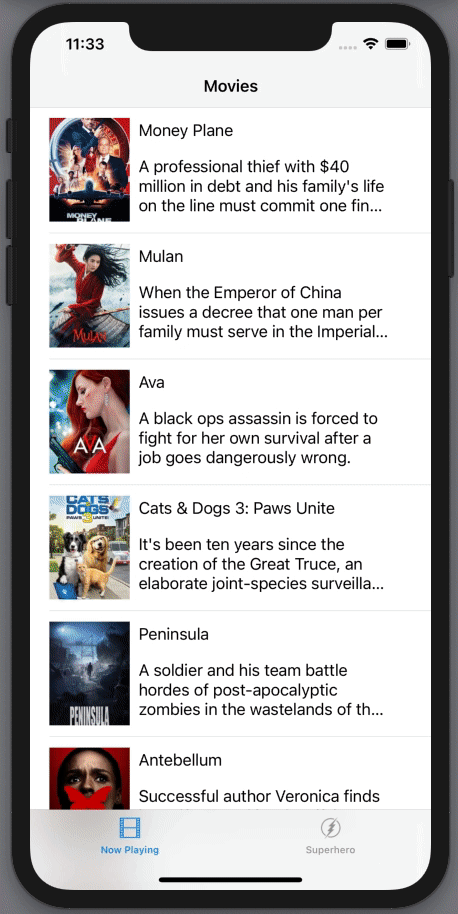 11:33
Movies
MONEY
PLANE
Money Plane
A professional thief with $40
million in debt and his family's life
on the line must commit one fin...
MULAN
Mulan
When the Emperor of China
issues a decree that one man per
family must serve in the Imperial...
AVA
Ava
A black ops assassin is forced to
fight for her own survival after a
job goes dangerously wrong.
CATS
DOGS
3
PAWS UNITE!
Cats & Dogs 3: Paws Unite
It's been ten years since the
creation of the Great Truce, an
elaborate joint-species surveilla...
PENINSULA
Peninsula
A soldier and his team battle
hordes of post-apocalyptic
zombies in the wastelands of th...
Antebellum
Successful author Veronica finds
Now Playing
Superhero